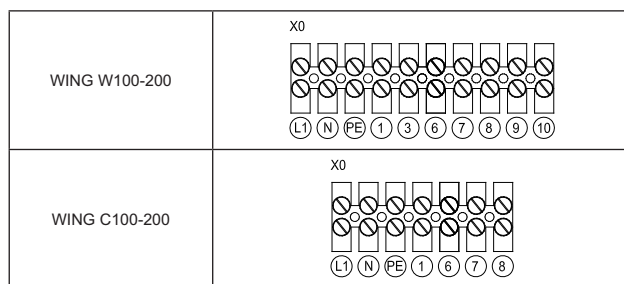 X0
WING W100-200
L1 N PE 1 3 6 7 8 9 10
X0
WING C100-200
L1 N PE 1 6 7 8